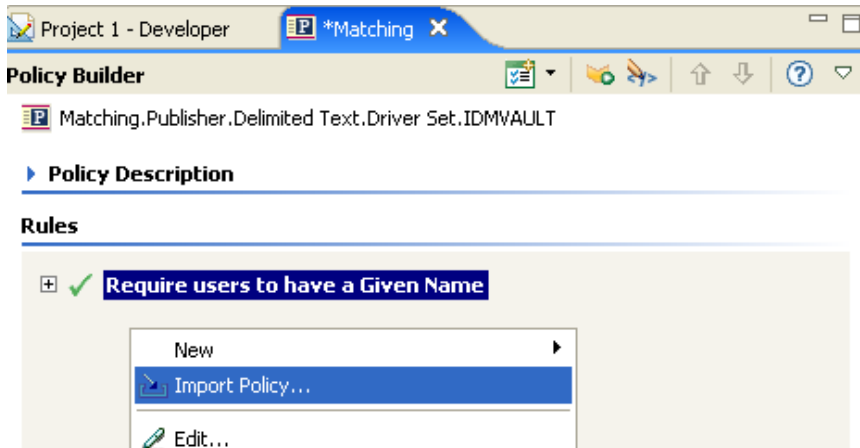 Project 1 - Developer
*Matching
Policy Builder
Matching.Publisher.Delimited Text.Driver Set.IDMVAULT
Policy Description
Rules
Require users to have a Given Name
New
Import Policy...
Edit...